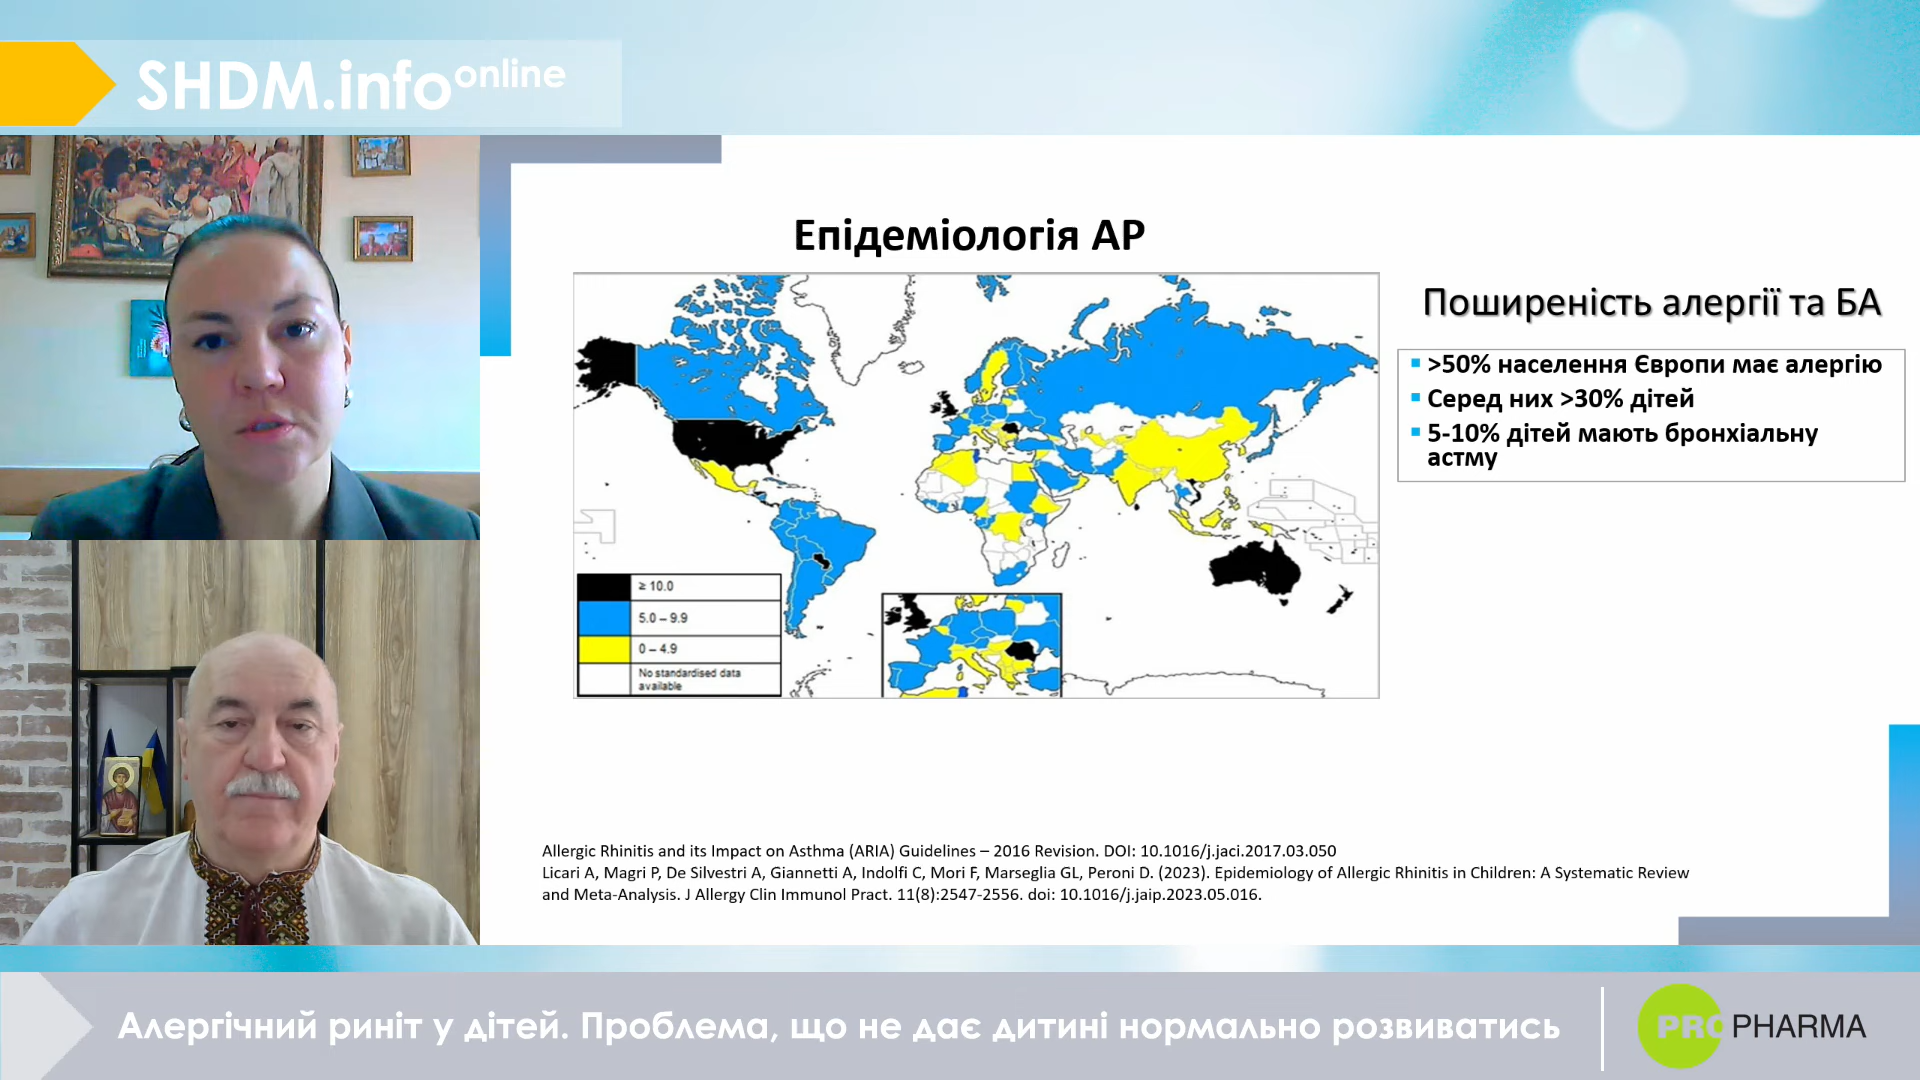 SHDM.info online
Епідеміологія АР
≥ 10.0
5.0 – 9.9
0 – 4.9
No standardised data
available
Поширеність алергії та БА
>50% населення Європи має алергію
Серед них >30% дітей
5-10% дітей мають бронхіальну
астму
Allergic Rhinitis and its Impact on Asthma (ARIA) Guidelines – 2016 Revision. DOI: 10.1016/j.jaci.2017.03.050
Licari A, Magri P, De Silvestri A, Giannetti A, Indolfi C, Mori F, Marseglia GL, Peroni D. (2023). Epidemiology of Allergic Rhinitis in Children: A Systematic Review
and Meta-Analysis. J Allergy Clin Immunol Pract. 11(8):2547-2556. doi: 10.1016/j.jaip.2023.05.016.
Алергічний риніт у дітей. Проблема, що не дає дитині нормально розвиватись
PRO PHARMA